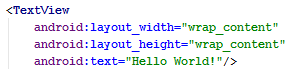 <TextView
android:layout_width="wrap_content"
android:layout_height="wrap_content"
android:text="Hello World!"/>